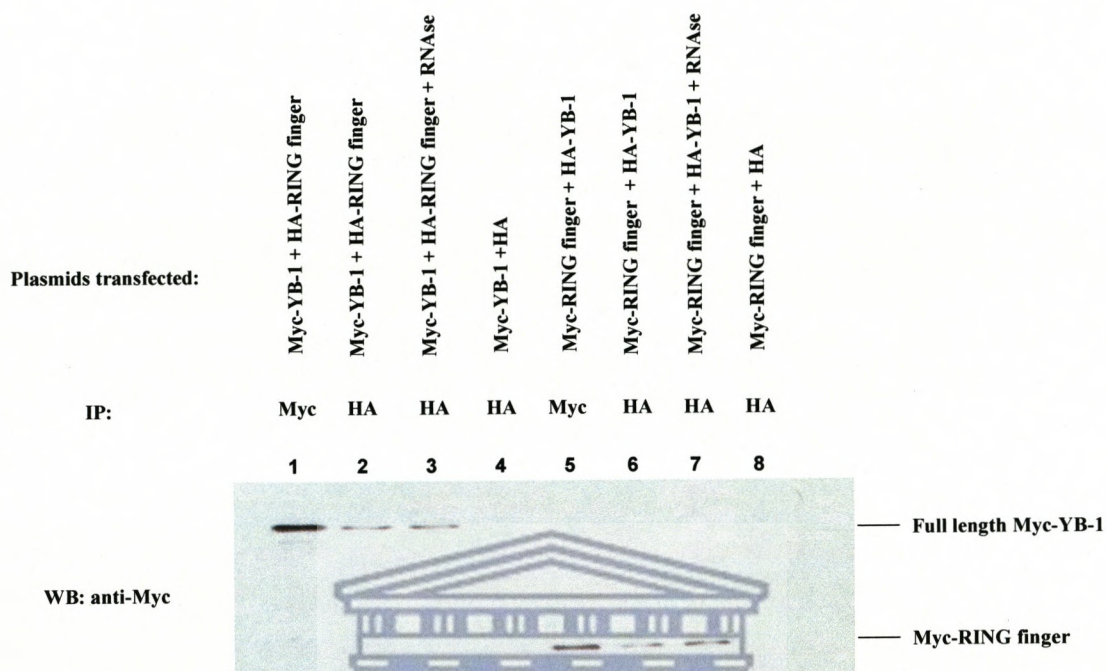 Plasmids transfected:
Myc-YB-1 + HA-RING finger
Myc-YB-1 + HA-RING finger
Myc-YB-1 + HA-RING finger + RNAse
Myc-YB-1 +HA
Myc-RING finger + HA-YB-1
Myc-RING finger + HA-YB-1
Myc-RING finger + HA-YB-1 + RNAse
Myc-RING finger + HA
IP: Myc HA HA HA Myc HA HA HA
1 2 3 4 5 6 7 8
Full length Myc-YB-1
WB: anti-Myc
Myc-RING finger